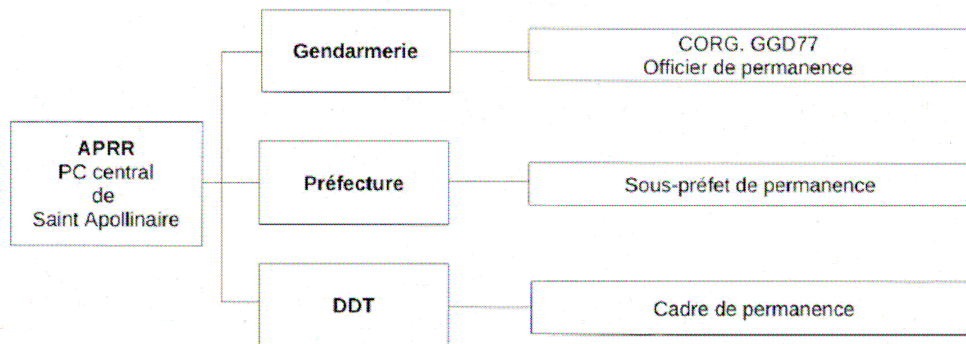 Gendarmerie
CORG. GGD77
Officier de permanence
APRR
PC central
de
Saint Apollinaire
Préfecture
Sous-préfet de permanence
DDT
Cadre de permanence